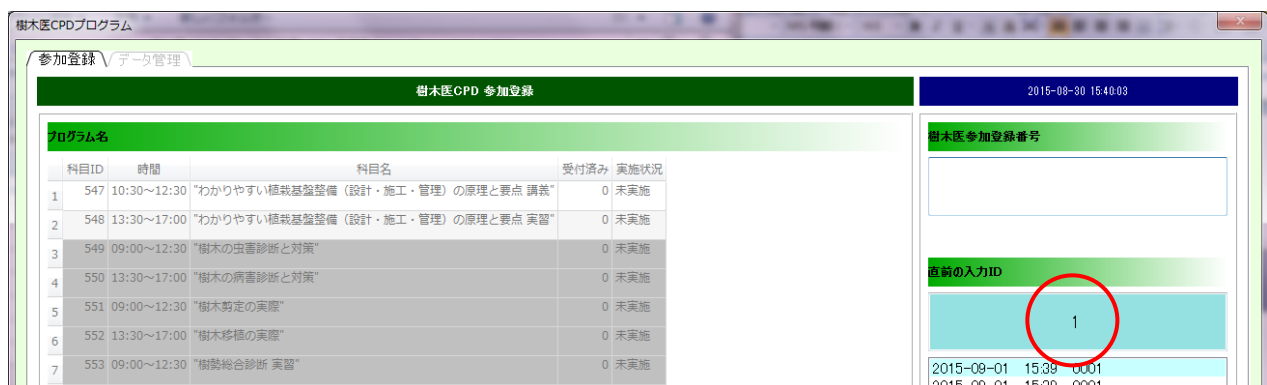 樹木医CPDプログラム
参加登録 データ管理
樹木医CPD 参加登録
2015-08-30 15:40:03
プログラム名
樹木医参加登録番号
科目ID 時間 科目名 受付済み 実施状況
1 547 10:30～12:30 "わかりやすい植栽基盤整備（設計・施工・管理）の原理と要点 講義" 0 未実施
2 548 13:30～17:00 "わかりやすい植栽基盤整備（設計・施工・管理）の原理と要点 実習" 0 未実施
3 549 09:00～12:30 "樹木の虫害診断と対策" 0 未実施
4 550 13:30～17:00 "樹木の病害診断と対策" 0 未実施
5 551 09:00～12:30 "樹木剪定の実際" 0 未実施
6 552 13:30～17:00 "樹木移植の実際" 0 未実施
7 553 09:00～12:30 "樹勢総合診断 実習" 0 未実施
直前の入力ID
1
2015-09-01 15:39 0001
2015-09-01 15:39 0001